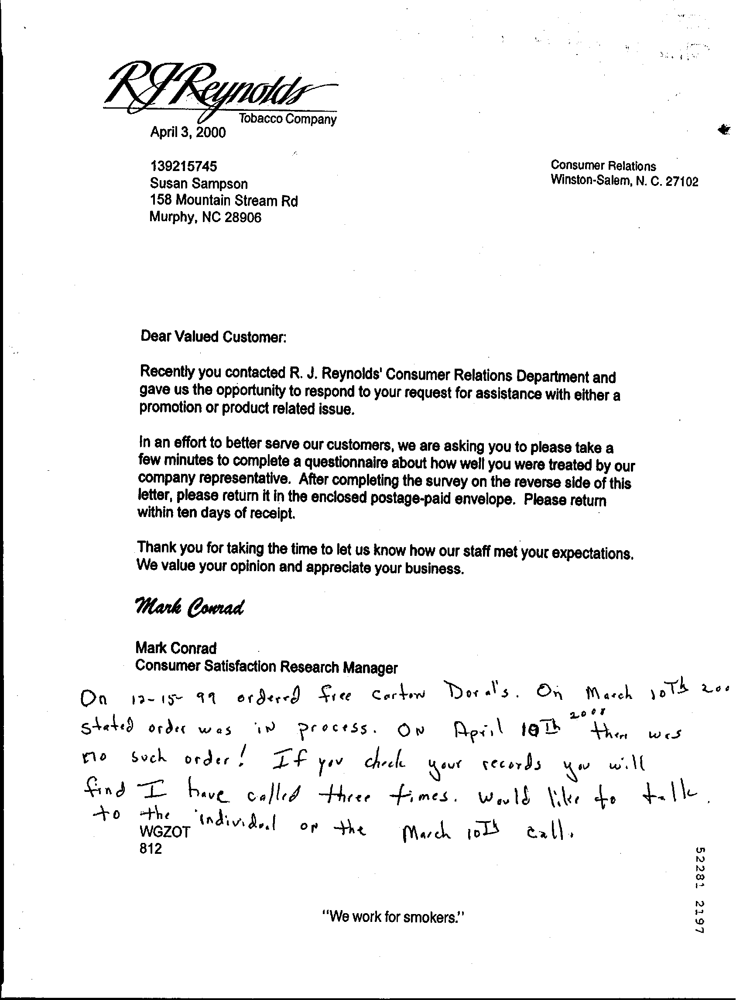 RJReynolds
Tobacco Company
April 3, 2000
139215745
Susan Sampson
158 Mountain Stream Rd
Murphy, NC 28906
Consumer Relations
Winston-Salem, N. C. 27102
Dear Valued Customer:
Recently you contacted R. J. Reynolds' Consumer Relations Department and
gave us the opportunity to respond to your request for assistance with either a
promotion or product related issue.
In an effort to better serve our customers, we are asking you to please take a
few minutes to complete a questionnaire about how well you were treated by our
company representative. After completing the survey on the reverse side of this
letter, please return it in the enclosed postage-paid envelope. Please return
within ten days of receipt.
Thank you for taking the time to let us know how our staff met your expectations.
We value your opinion and appreciate your business.
Mark Conrad
Mark Conrad
Consumer Satisfaction Research Manager
On 12-15-99 ordered free carton Doral's. On March 10Th 200
stated order was in process. ON April 10Th 2000 there was
no such order! If you check your records you will
find I have called three times. Would like to talk
to the individual on the March 10Th call.
WGZOT
812
52281 2197
"We work for smokers."